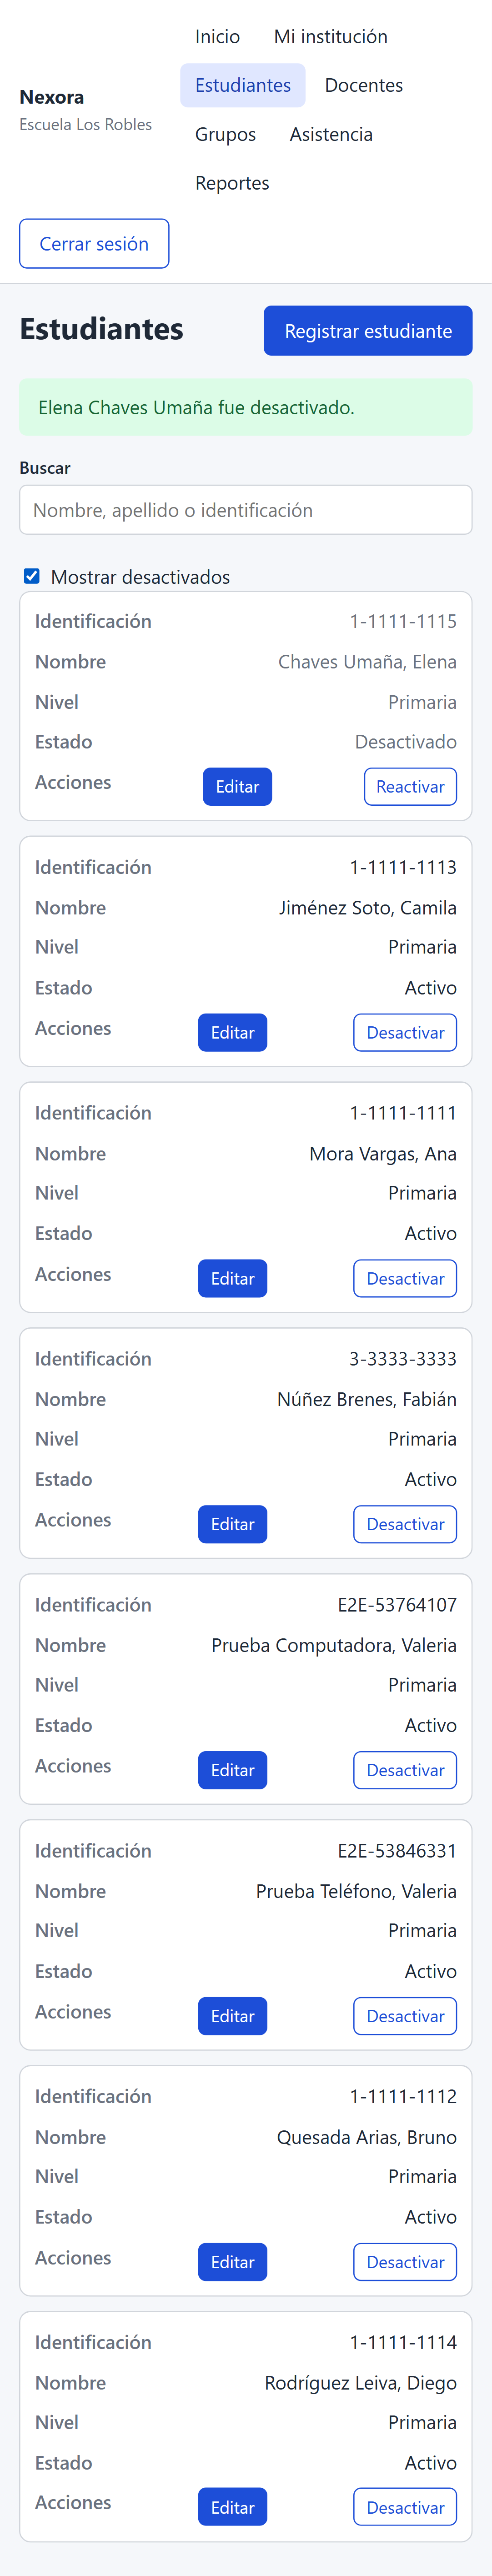 Inicio Mi institución
Estudiantes Docentes
Nexora
Escuela Los Robles
Grupos Asistencia
Reportes
Cerrar sesión
Estudiantes Registrar estudiante
Elena Chaves Umaña fue desactivado.
Buscar
Nombre, apellido o identificación
Mostrar desactivados
Identificación 1-1111-1115
Nombre Chaves Umaña, Elena
Nivel Primaria
Estado Desactivado
Acciones Editar Reactivar
Identificación 1-1111-1113
Nombre Jiménez Soto, Camila
Nivel Primaria
Estado Activo
Acciones Editar Desactivar
Identificación 1-1111-1111
Nombre Mora Vargas, Ana
Nivel Primaria
Estado Activo
Acciones Editar Desactivar
Identificación 3-3333-3333
Nombre Núñez Brenes, Fabián
Nivel Primaria
Estado Activo
Acciones Editar Desactivar
Identificación E2E-53764107
Nombre Prueba Computadora, Valeria
Nivel Primaria
Estado Activo
Acciones Editar Desactivar
Identificación E2E-53846331
Nombre Prueba Teléfono, Valeria
Nivel Primaria
Estado Activo
Acciones Editar Desactivar
Identificación 1-1111-1112
Nombre Quesada Arias, Bruno
Nivel Primaria
Estado Activo
Acciones Editar Desactivar
Identificación 1-1111-1114
Nombre Rodríguez Leiva, Diego
Nivel Primaria
Estado Activo
Acciones Editar Desactivar